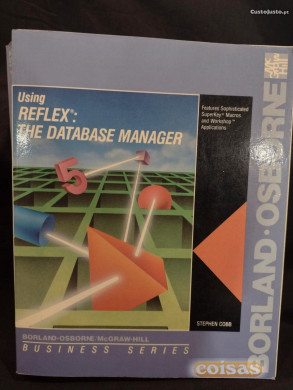 CustoJusto.pt
Using
REFLEX®:
THE DATABASE MANAGER
Features Sophisticated
SuperKey® Macros
and Workshop™
Applications
BORLAND·OSBORNE
5
STEPHEN COBB
BORLAND-OSBORNE/McGRAW-HILL
BUSINESS SERIES
coisas